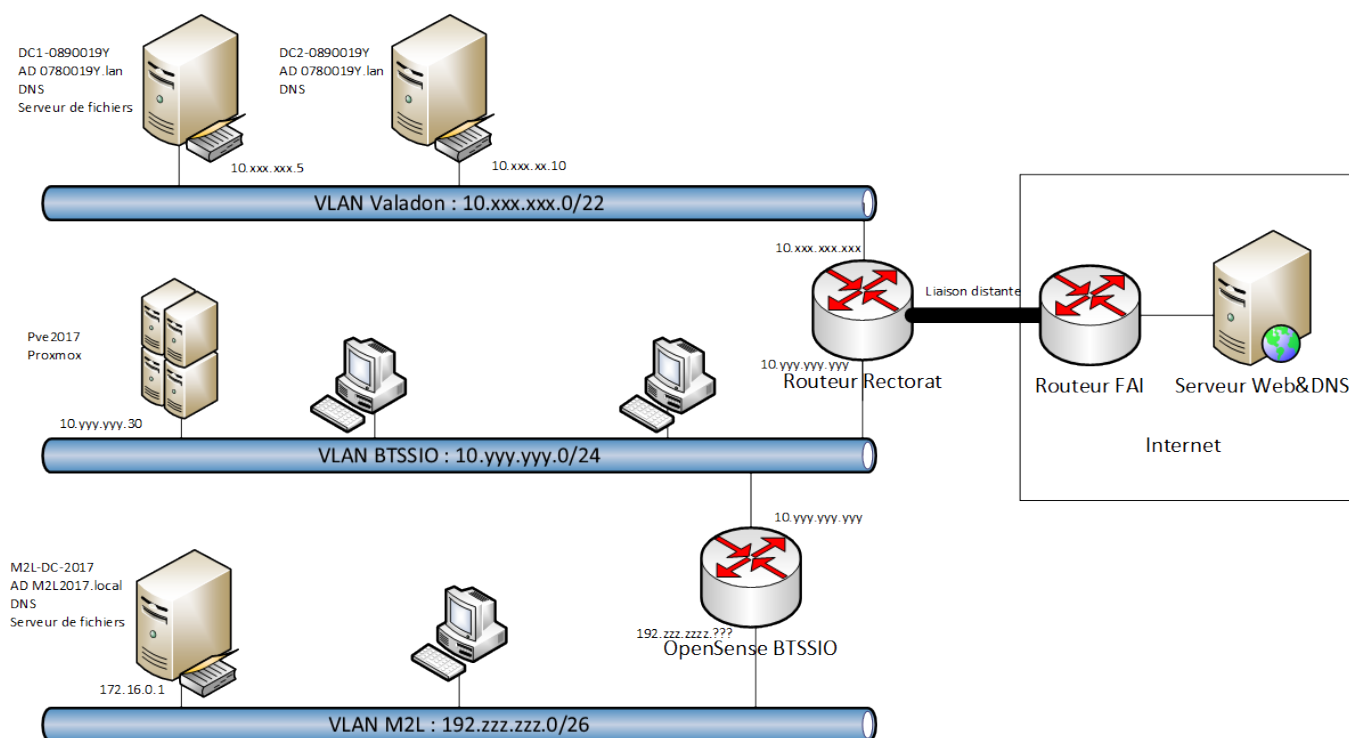 DC1-0890019Y
AD 0780019Y.lan
DNS
Serveur de fichiers
DC2-0890019Y
AD 0780019Y.lan
DNS
10.xxx.xxx.5
10.xxx.xx.10
VLAN Valadon : 10.xxx.xxx.0/22
10.xxx.xxx.xxx
Liaison distante
Pve2017
Proxmox
10.yyy.yyy.yyy
Routeur Rectorat
Routeur FAI
Serveur Web&DNS
10.yyy.yyy.30
VLAN BTSSIO : 10.yyy.yyy.0/24
Internet
10.yyy.yyy.yyy
M2L-DC-2017
AD M2L2017.local
DNS
Serveur de fichiers
192.zzz.zzzz.???
OpenSense BTSSIO
172.16.0.1
VLAN M2L : 192.zzz.zzz.0/26